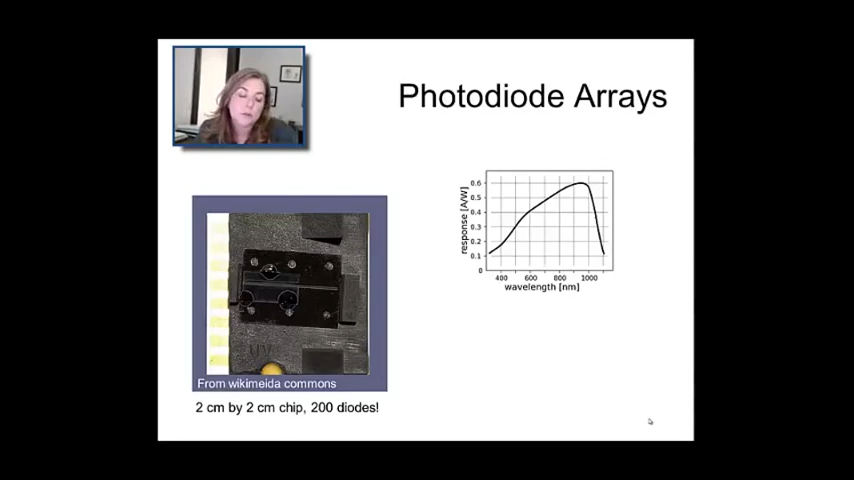 Photodiode Arrays
response [A/W]
0.6
0.5
0.4
0.3
0.2
0.1
0
400 600 800 1000
wavelength [nm]
UV
From wikimeida commons
2 cm by 2 cm chip, 200 diodes!